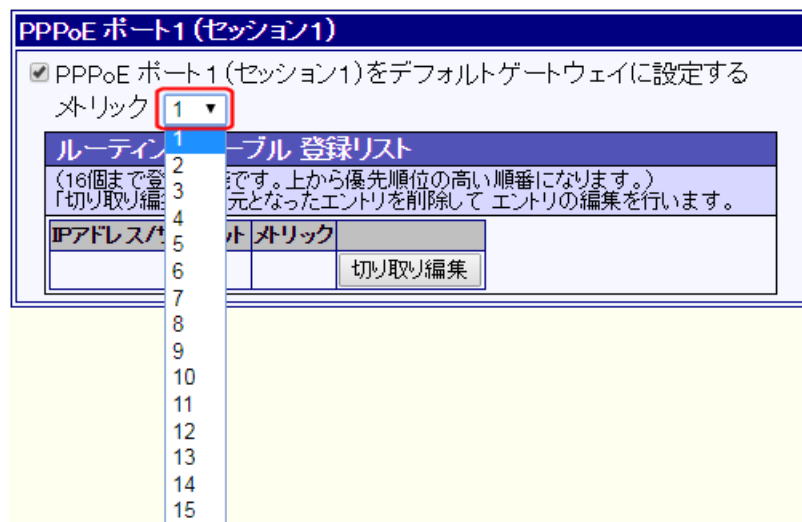 PPPoE ポート1 (セッション1)
PPPoE ポート1 (セッション1)をデフォルトゲートウェイに設定する
メトリック 1
ルーティン ーブル 登録リスト
(16個まで登 です。上から優先順位の高い順番になります。)
「切り取り編 元となったエントリを削除して エントリの編集を行います。
IPアドレス/サ ット メトリック
切り取り編集
1
2
3
4
5
6
7
8
9
10
11
12
13
14
15